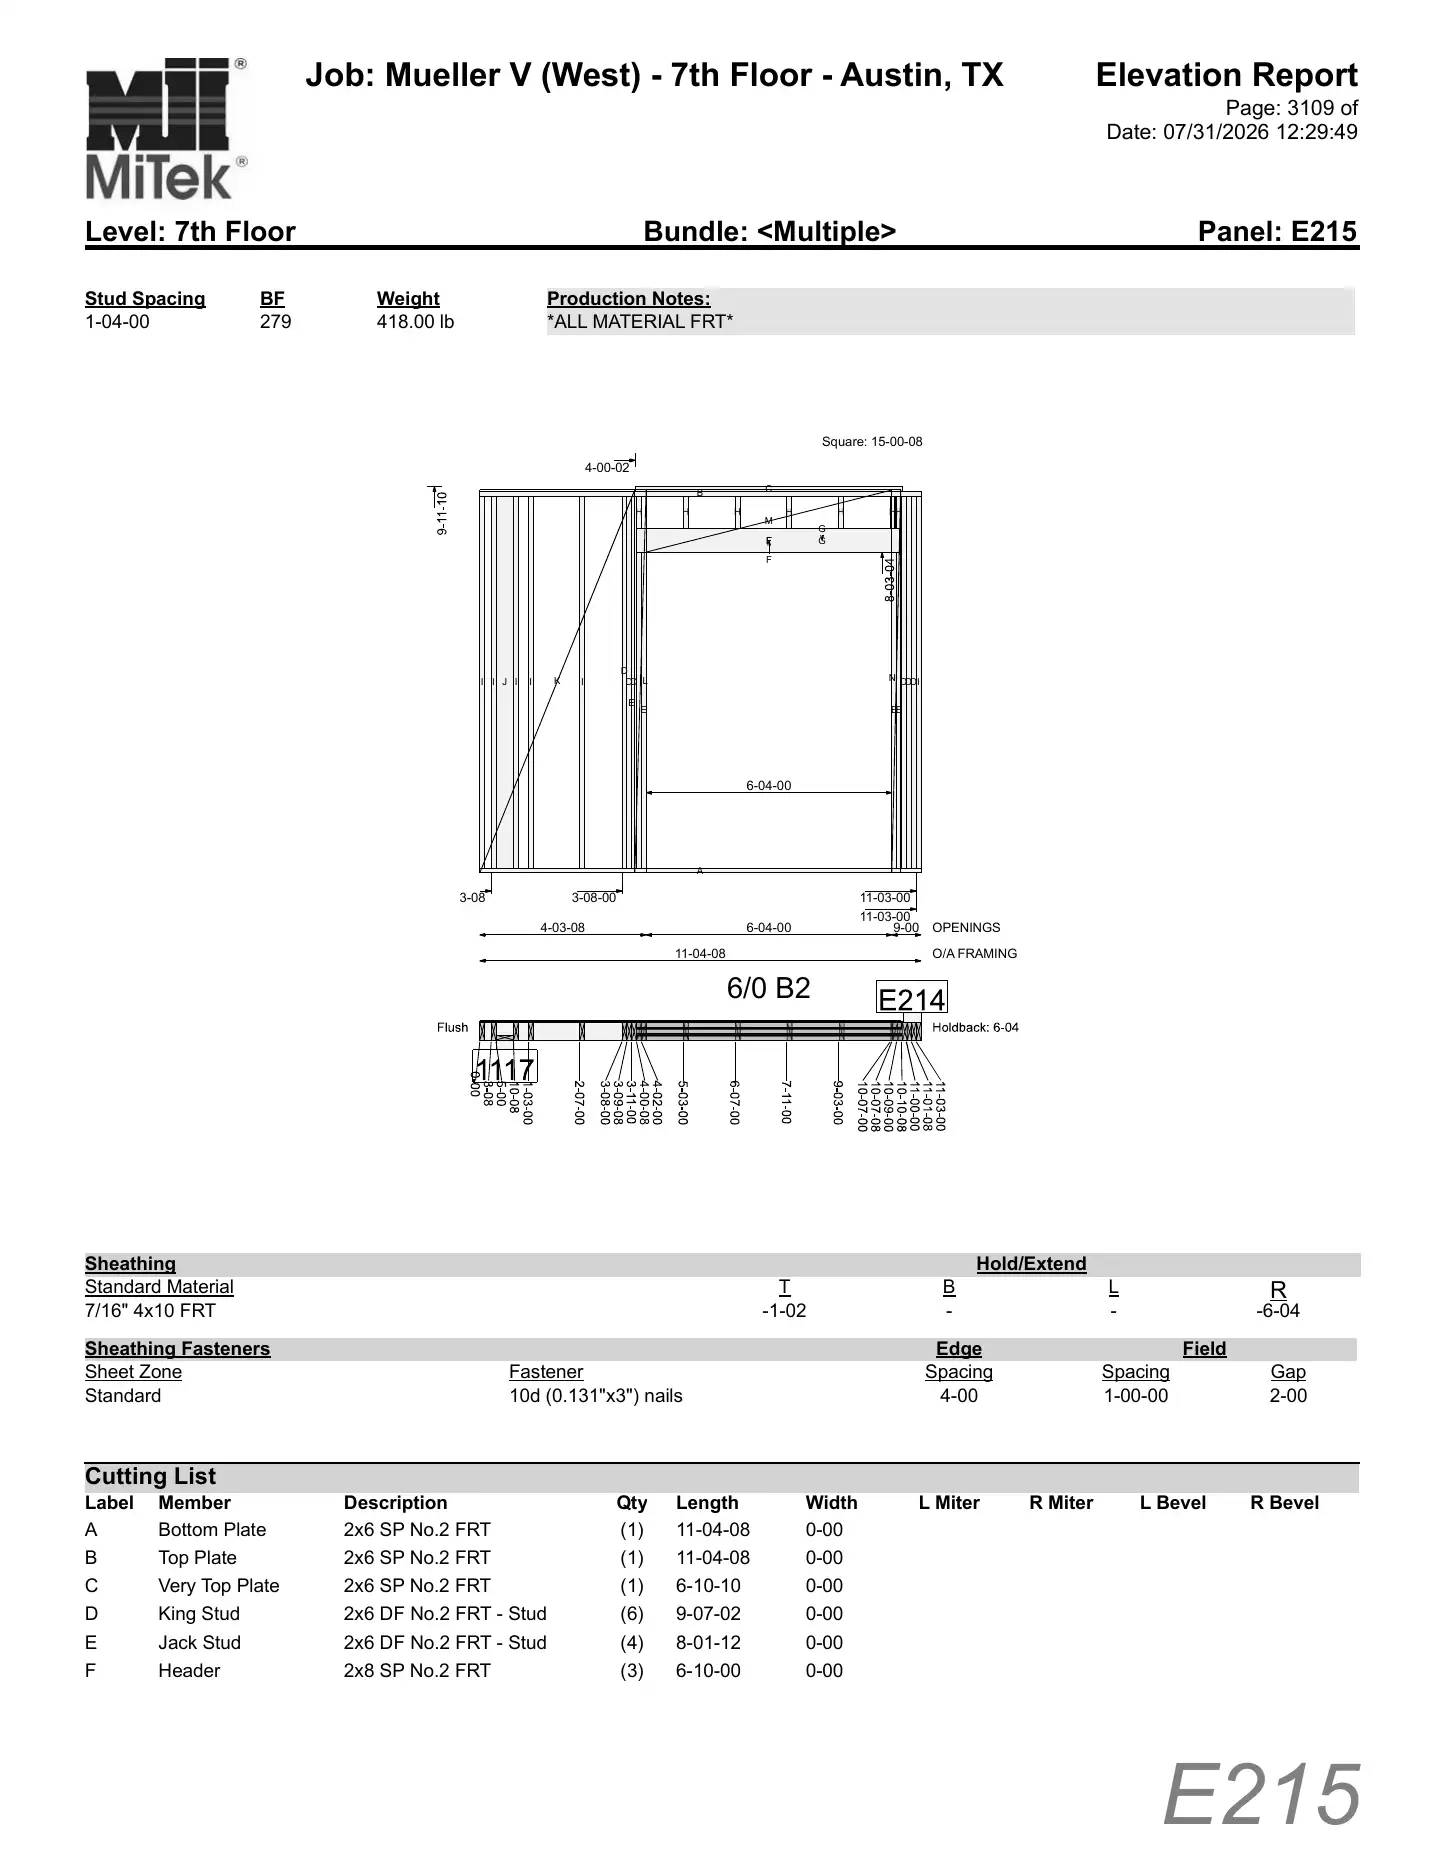 Job: Mueller V (West) - 7th Floor - Austin, TX
Elevation Report
Page: 3109 of
Date: 07/31/2026 12:29:49
MiTek
Level: 7th Floor Bundle: <Multiple> Panel: E215
Stud Spacing BF Weight Production Notes:
1-04-00 279 418.00 lb *ALL MATERIAL FRT*
Square: 15-00-08
4-00-02
9-11-10
C
B
M
G
E G
F
8-03-04
D
I I J I I K I L N I
E
6-04-00
A
3-08 3-08-00 11-03-00
11-03-00
4-03-08 6-04-00 9-00 OPENINGS
11-04-08 O/A FRAMING
6/0 B2
E214
Flush Holdback: 6-04
1117
0-00 3-08 5-00 10-08 1-03-00 2-07-00 3-08-00 3-09-08 3-11-00 4-00-08 4-02-00 5-03-00 6-07-00 7-11-00 9-03-00 10-07-00 10-07-08 10-09-00 10-10-08 11-00-00 11-01-08 11-03-00
Sheathing Hold/Extend
Standard Material T B L R
7/16" 4x10 FRT -1-02 - - -6-04
Sheathing Fasteners Edge Field
Sheet Zone Fastener Spacing Spacing Gap
Standard 10d (0.131"x3") nails 4-00 1-00-00 2-00
Cutting List
Label Member Description Qty Length Width L Miter R Miter L Bevel R Bevel
A Bottom Plate 2x6 SP No.2 FRT (1) 11-04-08 0-00
B Top Plate 2x6 SP No.2 FRT (1) 11-04-08 0-00
C Very Top Plate 2x6 SP No.2 FRT (1) 6-10-10 0-00
D King Stud 2x6 DF No.2 FRT - Stud (6) 9-07-02 0-00
E Jack Stud 2x6 DF No.2 FRT - Stud (4) 8-01-12 0-00
F Header 2x8 SP No.2 FRT (3) 6-10-00 0-00
E215